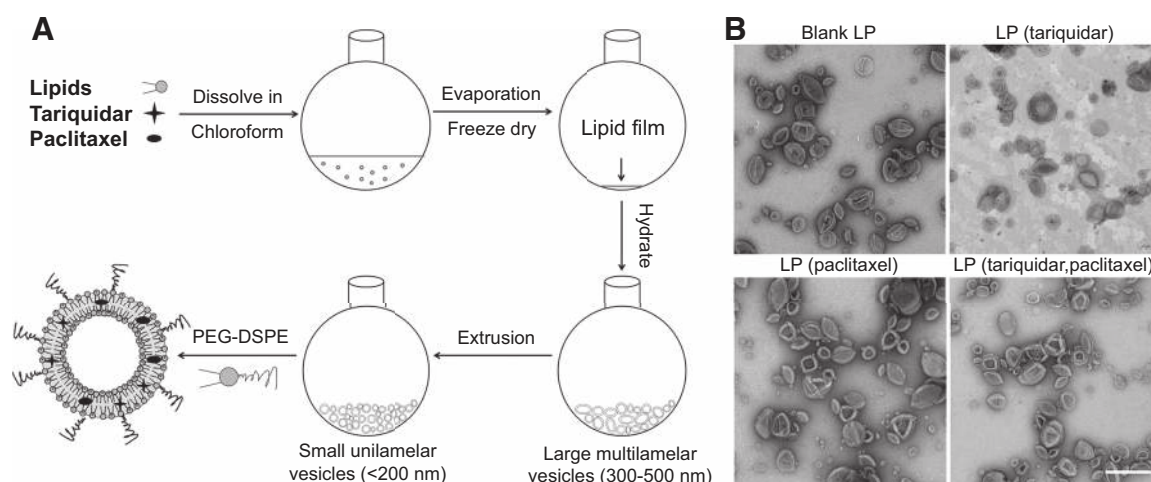 A
Lipids
Tariquidar
Paclitaxel
Dissolve in
Chloroform
Evaporation
Freeze dry
Lipid film
Hydrate
Extrusion
PEG-DSPE
Small unilamelar
vesicles (<200 nm)
Large multilamelar
vesicles (300-500 nm)
B
Blank LP
LP (tariquidar)
LP (paclitaxel)
LP (tariquidar,paclitaxel)